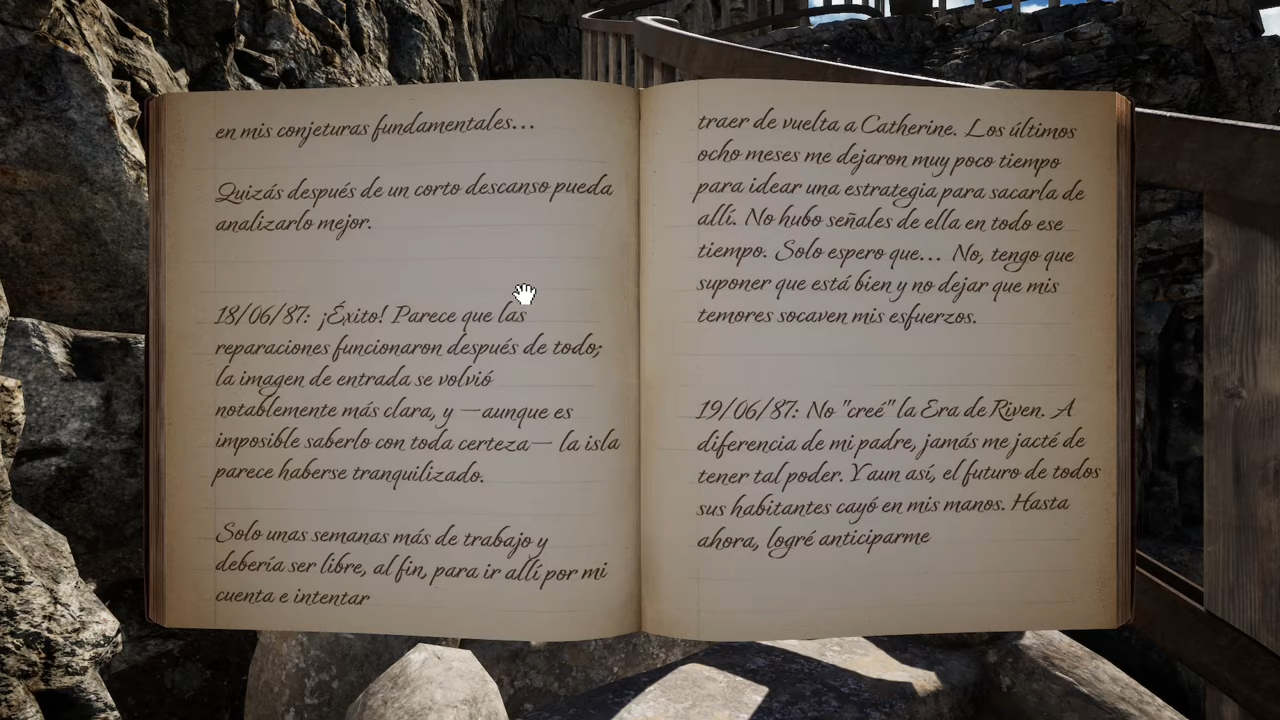 en mis conjeturas fundamentales...
Quizás después de un corto descanso pueda
analizarlo mejor.
18/06/87: ¡Éxito! Parece que las
reparaciones funcionaron después de todo;
la imagen de entrada se volvió
notablemente más clara, y —aunque es
imposible saberlo con toda certeza— la isla
parece haberse tranquilizado.
Solo unas semanas más de trabajo y
debería ser libre, al fin, para ir allí por mi
cuenta e intentar
traer de vuelta a Catherine. Los últimos
ocho meses me dejaron muy poco tiempo
para idear una estrategia para sacarla de
allí. No hubo señales de ella en todo ese
tiempo. Solo espero que... No, tengo que
suponer que está bien y no dejar que mis
temores socaven mis esfuerzos.
19/06/87: No "creé" la Era de Riven. A
diferencia de mi padre, jamás me jacté de
tener tal poder. Y aun así, el futuro de todos
sus habitantes cayó en mis manos. Hasta
ahora, logré anticiparme